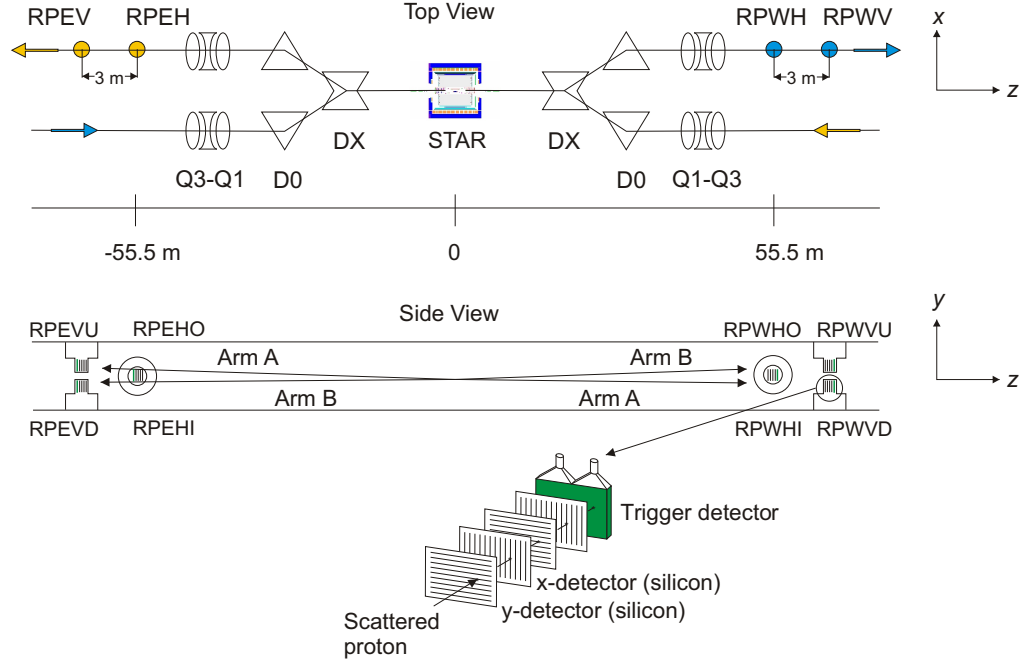 Top View
RPEV RPEH RPWH RPWV
x
3 m 3 m
z
DX STAR DX
Q3-Q1 D0 D0 Q1-Q3
-55.5 m 0 55.5 m
Side View
y
RPEVU RPEHO RPWHO RPWVU
Arm A Arm B
z
Arm B Arm A
RPEVD RPEHI RPWHI RPWVD
Trigger detector
x-detector (silicon)
y-detector (silicon)
Scattered
proton